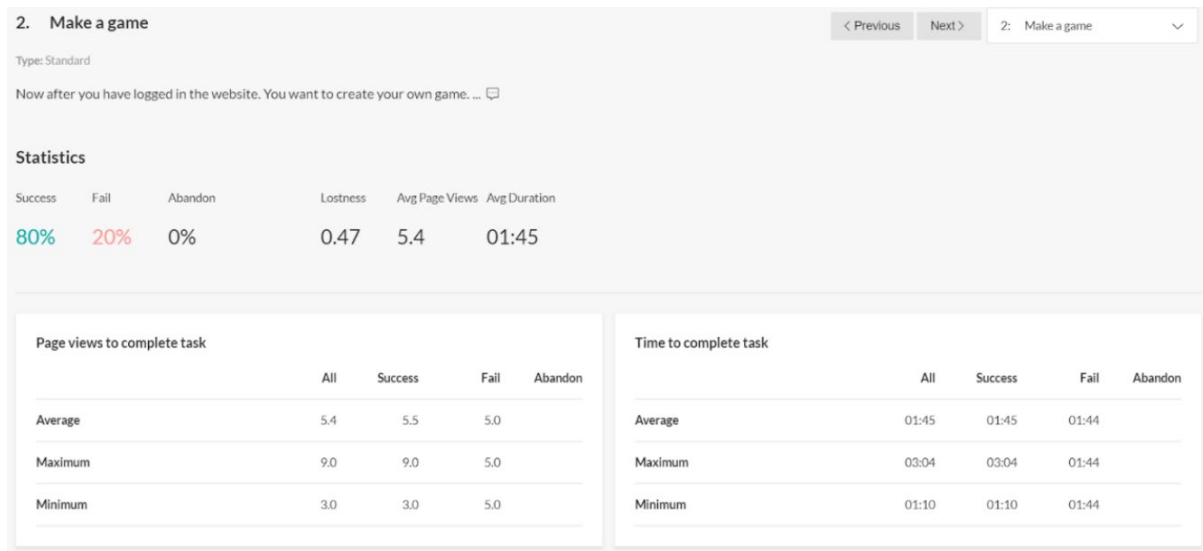 2. Make a game
< Previous Next > 2: Make a game
Type: Standard
Now after you have logged in the website. You want to create your own game. ...
Statistics
Success Fail Abandon Lostness Avg Page Views Avg Duration
80% 20% 0% 0.47 5.4 01:45
Page views to complete task
All Success Fail Abandon
Average 5.4 5.5 5.0
Maximum 9.0 9.0 5.0
Minimum 3.0 3.0 5.0
Time to complete task
All Success Fail Abandon
Average 01:45 01:45 01:44
Maximum 03:04 03:04 01:44
Minimum 01:10 01:10 01:44